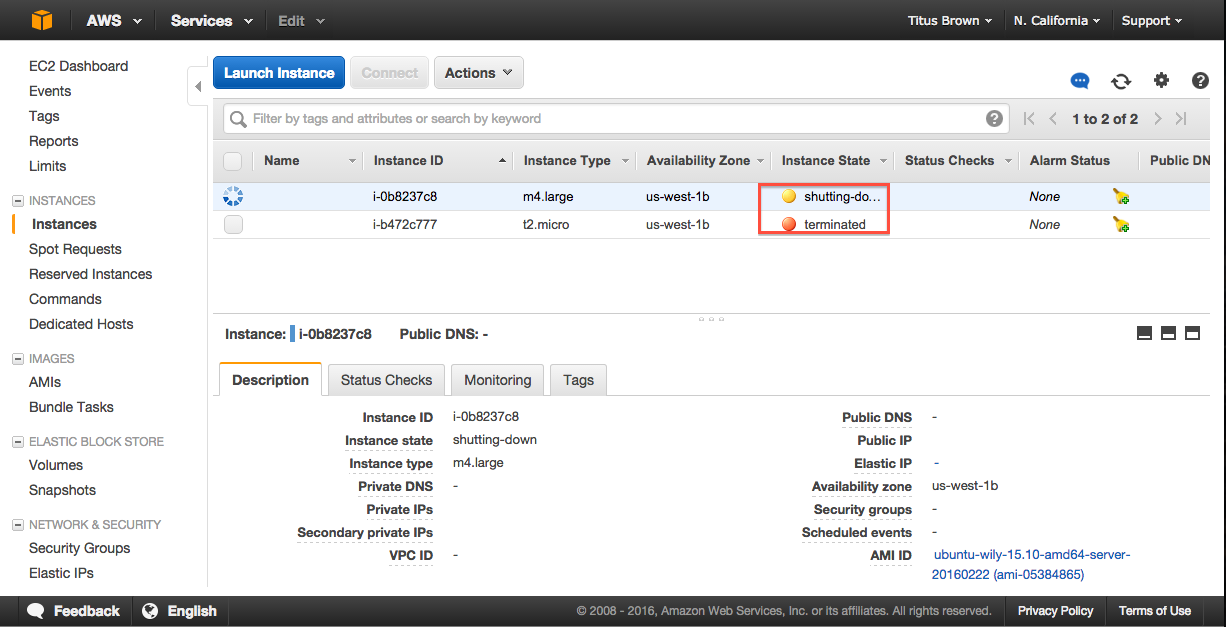 AWS Services Edit Titus Brown N. California Support
EC2 Dashboard
Events
Tags
Reports
Limits
INSTANCES
Instances
Spot Requests
Reserved Instances
Commands
Dedicated Hosts
IMAGES
AMIs
Bundle Tasks
ELASTIC BLOCK STORE
Volumes
Snapshots
NETWORK & SECURITY
Security Groups
Elastic IPs
Launch Instance Connect Actions
Filter by tags and attributes or search by keyword 1 to 2 of 2
Name Instance ID Instance Type Availability Zone Instance State Status Checks Alarm Status Public DN
i-0b8237c8 m4.large us-west-1b shutting-do... None
i-b472c777 t2.micro us-west-1b terminated None
Instance: i-0b8237c8 Public DNS: -
Description Status Checks Monitoring Tags
Instance ID i-0b8237c8
Instance state shutting-down
Instance type m4.large
Private DNS -
Private IPs
Secondary private IPs
VPC ID -
Public DNS -
Public IP
Elastic IP -
Availability zone us-west-1b
Security groups -
Scheduled events -
AMI ID ubuntu-wily-15.10-amd64-server-
20160222 (ami-05384865)
Feedback English © 2008 - 2016, Amazon Web Services, Inc. or its affiliates. All rights reserved. Privacy Policy Terms of Use